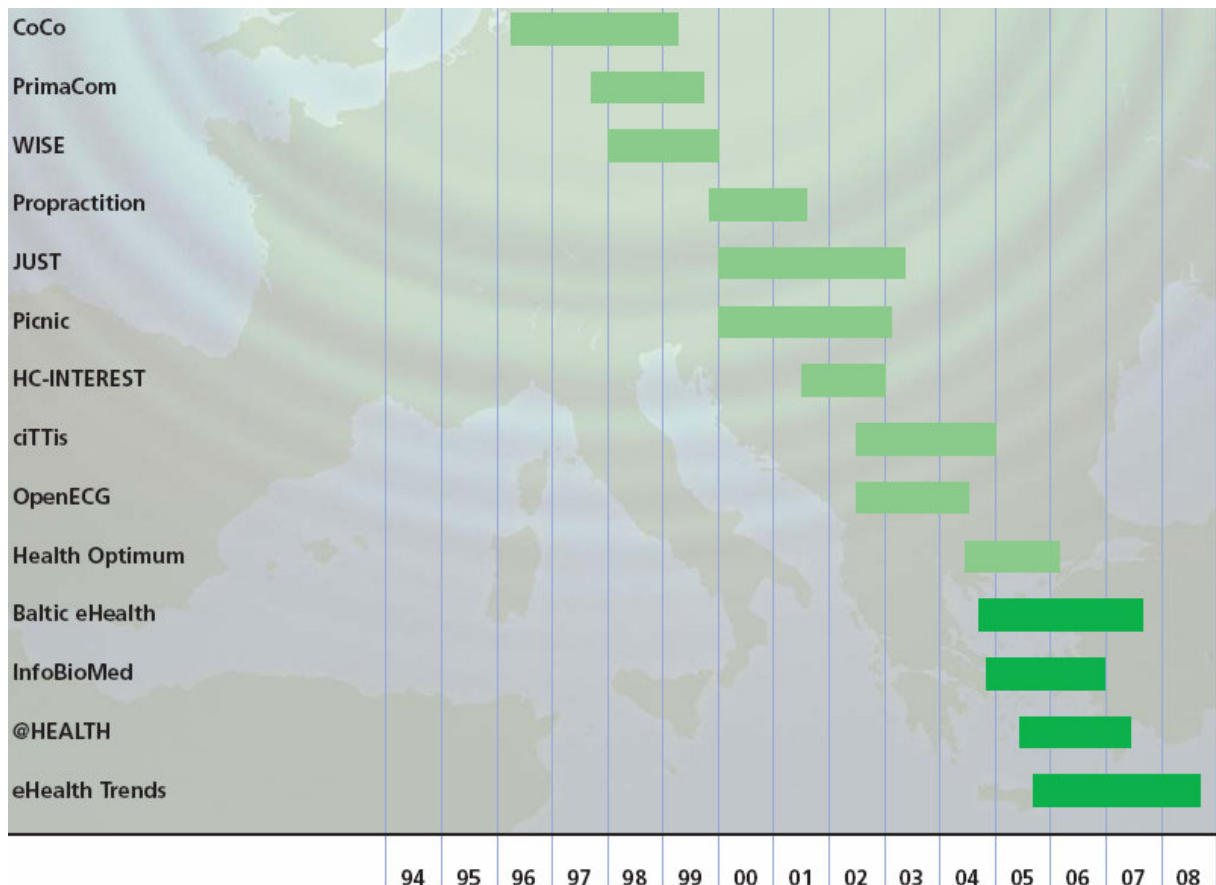 CoCo
PrimaCom
WISE
Propractition
JUST
Picnic
HC-INTEREST
ciTTis
OpenECG
Health Optimum
Baltic eHealth
InfoBioMed
@HEALTH
eHealth Trends
94 95 96 97 98 99 00 01 02 03 04 05 06 07 08